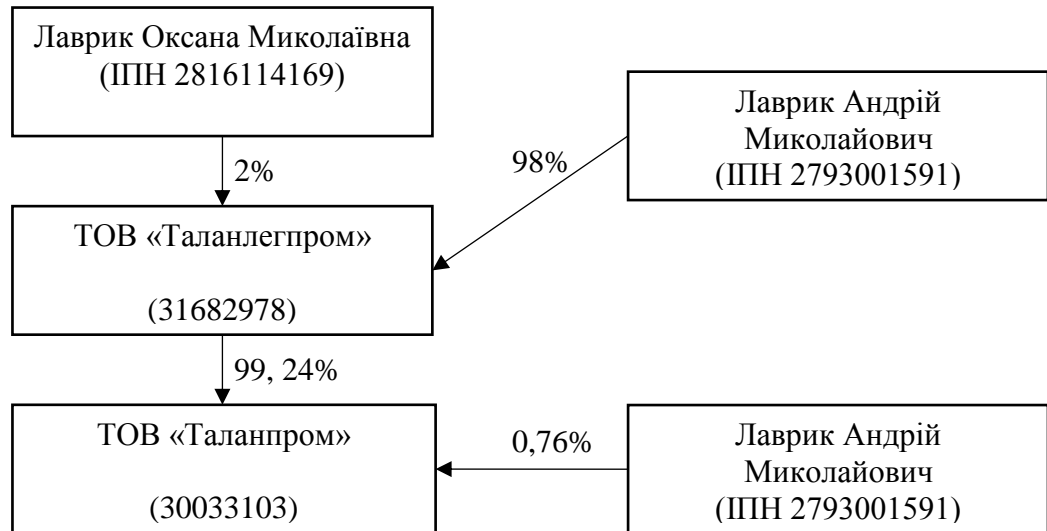 Лаврик Оксана Миколаївна
(ІПН 2816114169)
Лаврик Андрій
Миколайович
(ІПН 2793001591)
2%
98%
ТОВ «Таланлегпром»
(31682978)
99, 24%
ТОВ «Таланпром»
(30033103)
0,76%
Лаврик Андрій
Миколайович
(ІПН 2793001591)